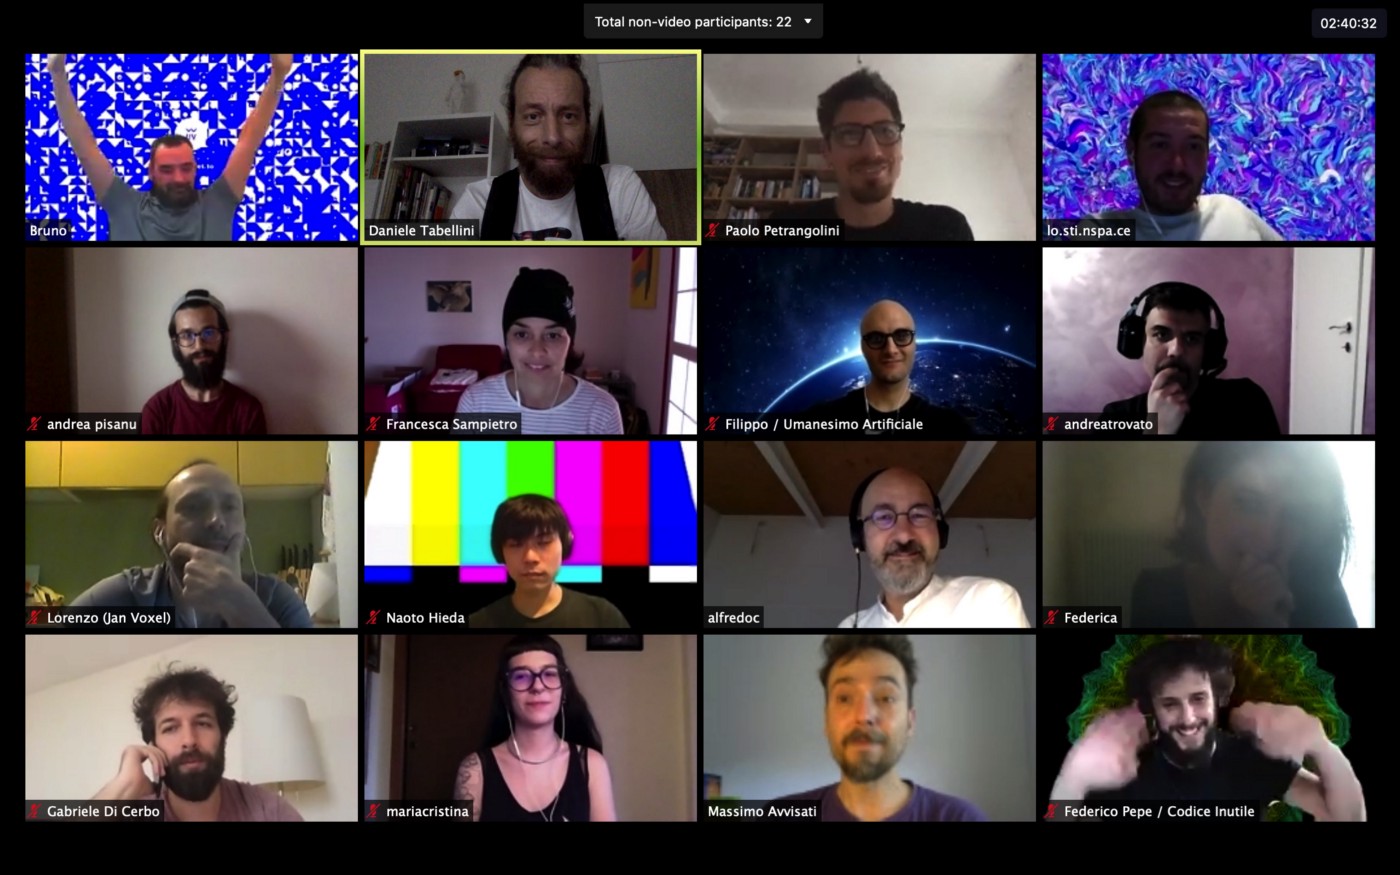 Total non-video participants: 22
02:40:32
Bruno
Daniele Tabellini
Paolo Petrangolini
lo.sti.nspa.ce
andrea pisanu
Francesca Sampietro
Filippo / Umanesimo Artificiale
andreatrovato
Lorenzo (Jan Voxel)
Naoto Hieda
alfredoc
Federica
Gabriele Di Cerbo
mariacristina
Massimo Avvisati
Federico Pepe / Codice Inutile